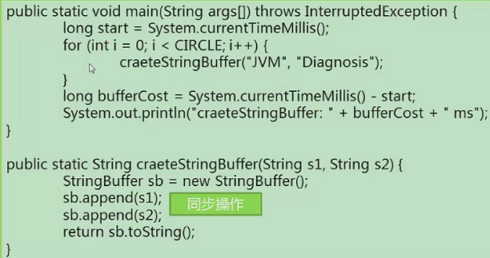 public static void main(String args[]) throws InterruptedException {
long start = System.currentTimeMillis();
for (int i = 0; i < CIRCLE; i++) {
craeteStringBuffer("JVM", "Diagnosis");
}
long bufferCost = System.currentTimeMillis() - start;
System.out.println("craeteStringBuffer: " + bufferCost + " ms");
}
public static String craeteStringBuffer(String s1, String s2) {
StringBuffer sb = new StringBuffer();
sb.append(s1);
同步操作
sb.append(s2);
return sb.toString();
}